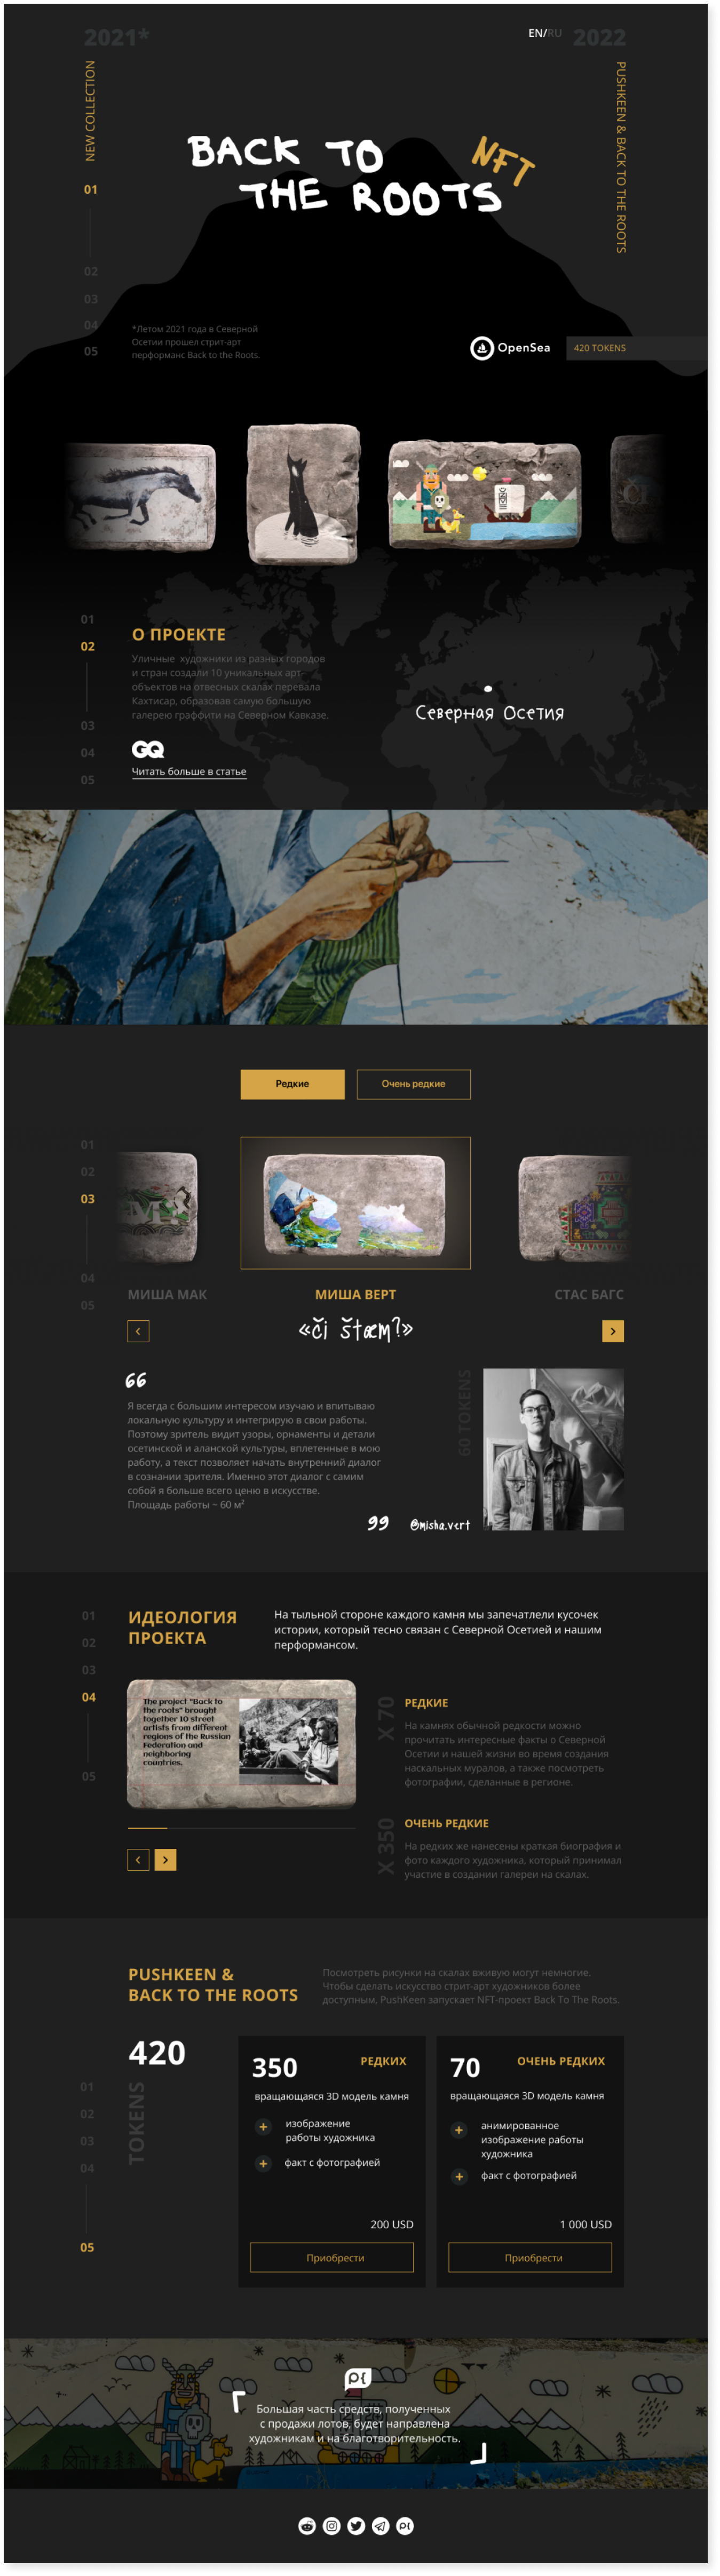 2021*
EN/RU
2022
NEW COLLECTION
PUSHKEEN & BACK TO THE ROOTS
BACK TO
THE ROOTS
NFT
01
02
03
04
05
*Летом 2021 года в Северной
Осетии прошел стрит-арт
перформанс Back to the Roots.
OpenSea
420 TOKENS
01
02
03
04
05
О ПРОЕКТЕ
Уличные художники из разных городов
и стран создали 10 уникальных арт-
объектов на отвесных скалах перевала
Кахтисар, образовав самую большую
галерею граффити на Северном Кавказе.
GQ
Читать больше в статье
Северная Осетия
Редкие
Очень редкие
01
02
03
04
05
МИША МАК
МИША ВЕРТ
СТАС БАГС
«či štæm?»
66
Я всегда с большим интересом изучаю и впитываю
локальную культуру и интегрирую в свои работы.
Поэтому зритель видит узоры, орнаменты и детали
осетинской и аланской культуры, вплетенные в мою
работу, а текст позволяет начать внутренний диалог
в сознании зрителя. Именно этот диалог с самим
собой я больше всего ценю в искусстве.
Площадь работы ~ 60 м²
99
@misha.vert
60 TOKENS
01
02
03
04
05
ИДЕОЛОГИЯ
ПРОЕКТА
На тыльной стороне каждого камня мы запечатлели кусочек
истории, который тесно связан с Северной Осетией и нашим
перформансом.
The project "Back to
the roots" brought
together 10 street
artists from different
regions of the Russian
Federation and
neighboring
countries.
X 70
РЕДКИЕ
На камнях обычной редкости можно
прочитать интересные факты о Северной
Осетии и нашей жизни во время создания
наскальных муралов, а также посмотреть
фотографии, сделанные в регионе.
X 350
ОЧЕНЬ РЕДКИЕ
На редких же нанесены краткая биография и
фото каждого художника, который принимал
участие в создании галереи на скалах.
PUSHKEEN &
BACK TO THE ROOTS
Посмотреть рисунки на скалах вживую могут немногие.
Чтобы сделать искусство стрит-арт художников более
доступным, PushKeen запускает NFT-проект Back To The Roots.
420
TOKENS
01
02
03
04
05
350
РЕДКИХ
вращающаяся 3D модель камня
+ изображение
работы художника
+ факт с фотографией
200 USD
Приобрести
70
ОЧЕНЬ РЕДКИХ
вращающаяся 3D модель камня
+ анимированное
изображение работы
художника
+ факт с фотографией
1 000 USD
Приобрести
Большая часть средств, полученных
с продажи лотов, будет направлена
художникам и на благотворительность.